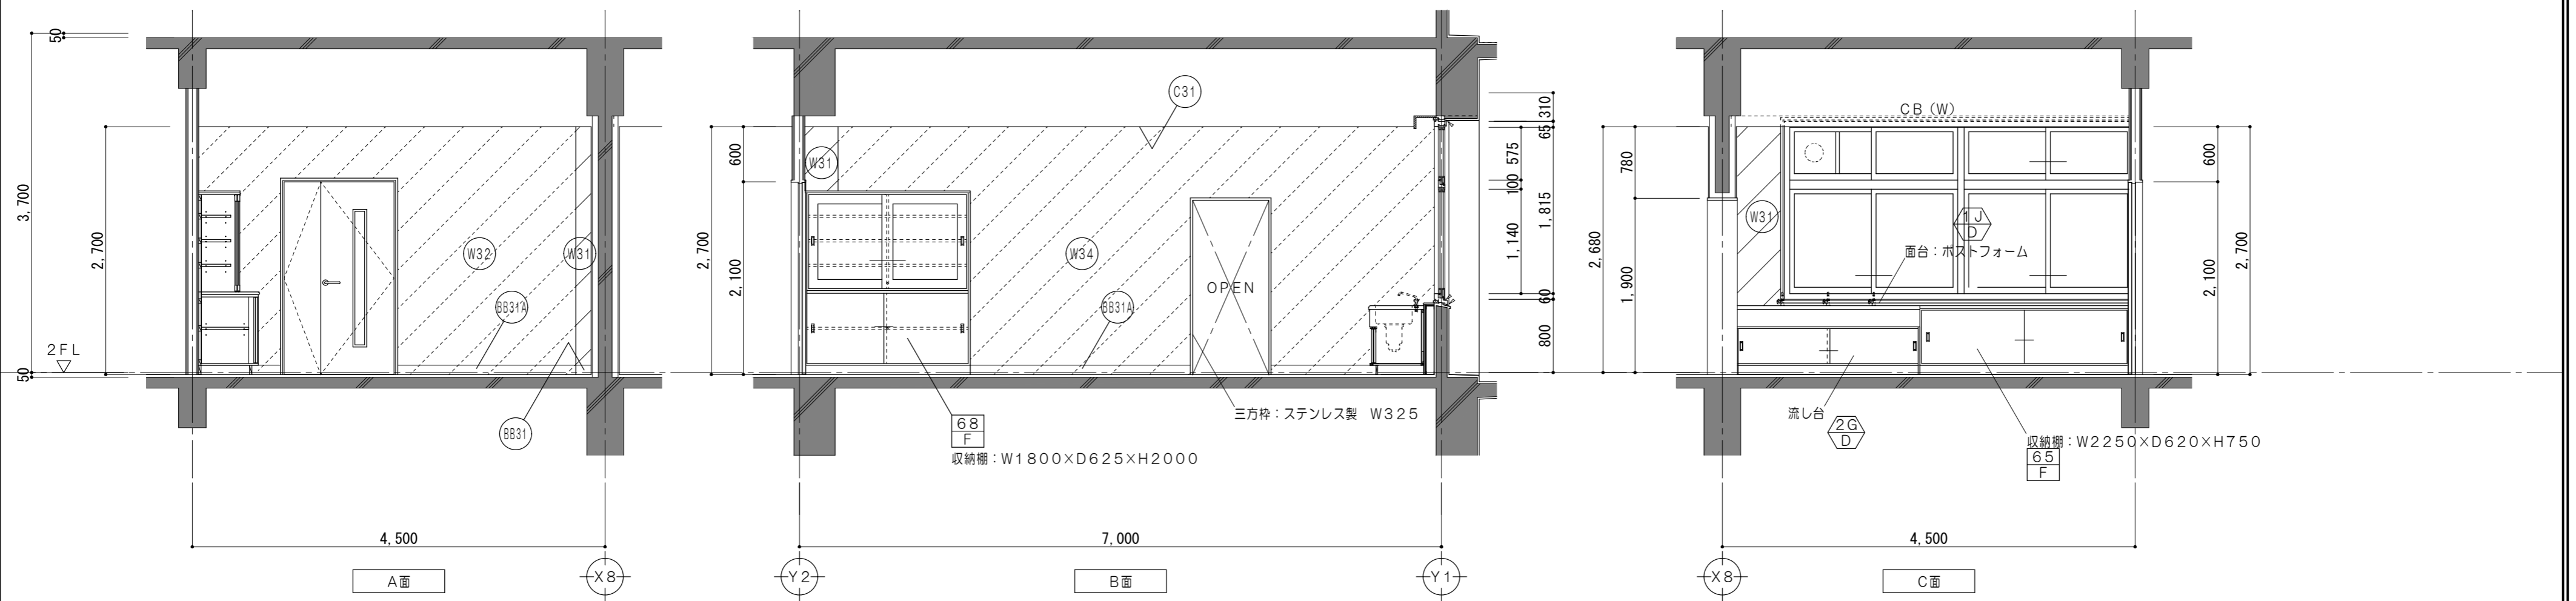 50
3,700
2,700
2FL
50
W32
W31
BB31A
BB31
4,500
A面
X8
2,700
600
2,100
W31
C31
W34
BB31A
OPEN
68
F
収納棚：W1800×D625×H2000
三方枠：ステンレス製 W325
310
65
575
100
1,815
1,140
60
800
7,000
Y2
B面
Y1
2,680
780
1,900
CB(W)
W31
1J
D
面台：ポストフォーム
流し台
2G
D
収納棚：W2250×D620×H750
65
F
600
2,100
2,700
4,500
X8
C面